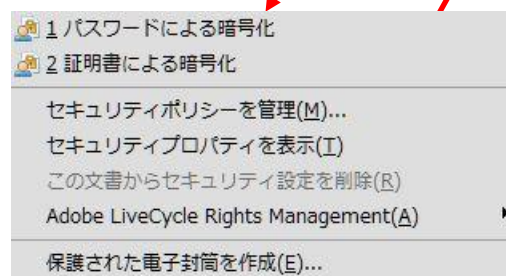 1 パスワードによる暗号化
2 証明書による暗号化
セキュリティポリシーを管理(M)...
セキュリティプロパティを表示(T)
この文書からセキュリティ設定を削除(R)
Adobe LiveCycle Rights Management(A)
保護された電子封筒を作成(E)...